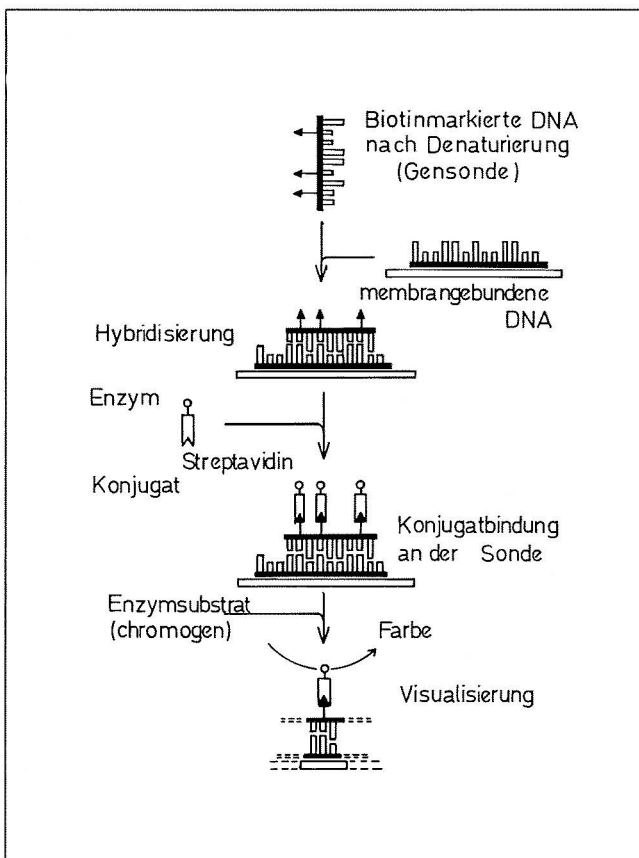 Biotinmarkierte DNA
nach Denaturierung
(Gensonde)
membrangebundene
DNA
Hybridisierung
Enzym
Streptavidin
Konjugat
Konjugatbindung
an der Sonde
Enzymsubstrat
(chromogen)
Farbe
Visualisierung